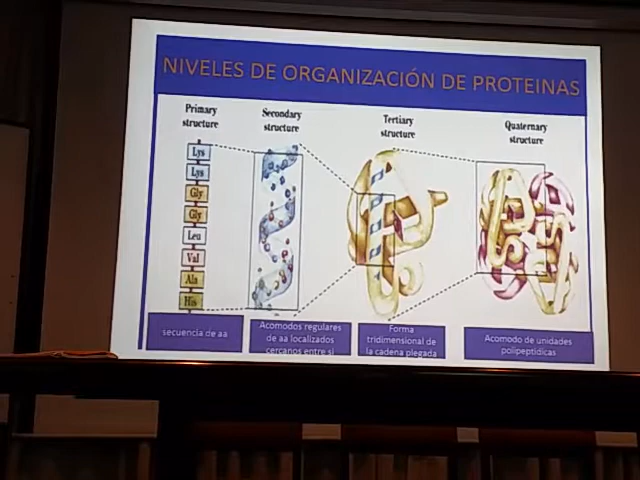 NIVELES DE ORGANIZACIÓN DE PROTEINAS
Primary
structure
Secondary
structure
Tertiary
structure
Quaternary
structure
Lys
Lys
Gly
Gly
Leu
Val
Ala
His
secuencia de aa
Acomodos regulares
de aa localizados
cercanos entre si
Forma
tridimensional de
la cadena plegada
Acomodo de unidades
polipeptidicas